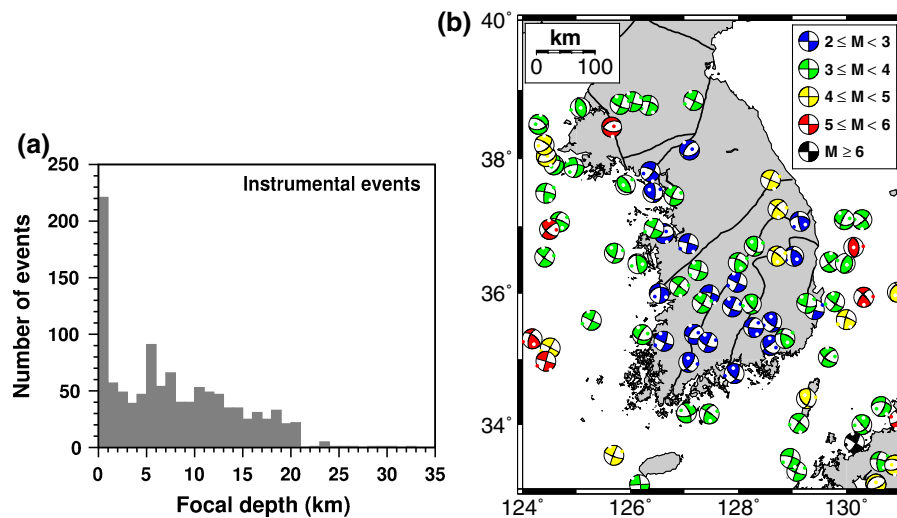 (a)
Instrumental events
Number of events
250
200
150
100
50
0
0 5 10 15 20 25 30 35
Focal depth (km)
(b)
km
0 100
2 ≤ M < 3
3 ≤ M < 4
4 ≤ M < 5
5 ≤ M < 6
M ≥ 6
40°
38°
36°
34°
124° 126° 128° 130°